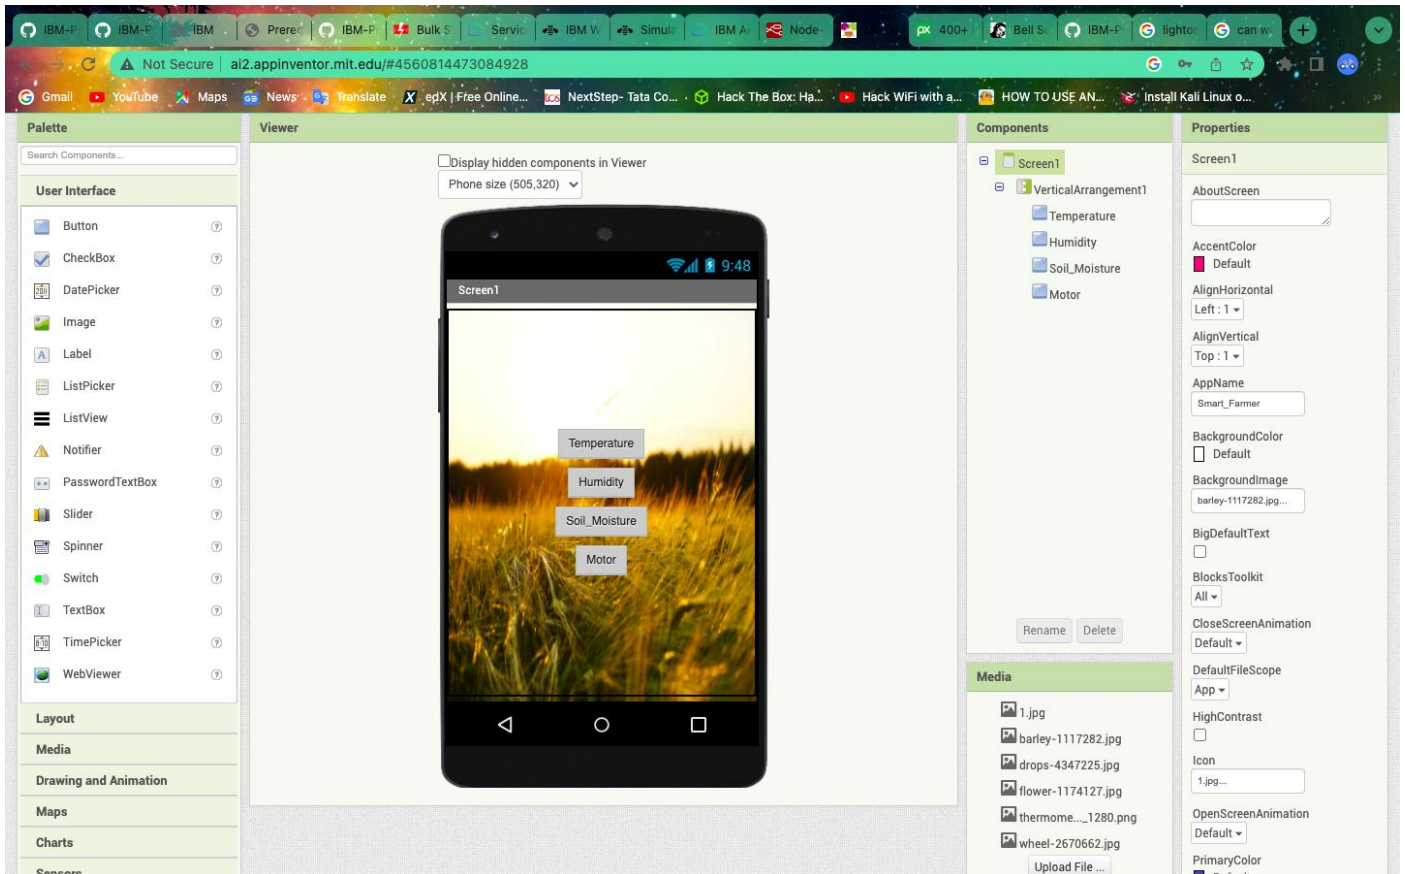 IBM-P IBM-P IBM Prerec IBM-P Bulk S Servic IBM W Simula IBM A Node- 400+ Bell Sc IBM-P lighto can w
Not Secure ai2.appinventor.mit.edu/#4560814473084928
Gmail YouTube Maps News Translate edX | Free Online... NextStep- Tata Co... Hack The Box: Ha... Hack WiFi with a... HOW TO USE AN... Install Kali Linux o... »
Palette
Search Components...
User Interface
Button
CheckBox
DatePicker
Image
Label
ListPicker
ListView
Notifier
PasswordTextBox
Slider
Spinner
Switch
TextBox
TimePicker
WebViewer
Layout
Media
Drawing and Animation
Maps
Charts
Sensors
Viewer
Display hidden components in Viewer
Phone size (505,320)
9:48
Screen1
Temperature
Humidity
Soil_Moisture
Motor
Components
Screen1
VerticalArrangement1
Temperature
Humidity
Soil_Moisture
Motor
Rename Delete
Media
1.jpg
barley-1117282.jpg
drops-4347225.jpg
flower-1174127.jpg
thermome..._1280.png
wheel-2670662.jpg
Upload File ...
Properties
Screen1
AboutScreen
AccentColor
Default
AlignHorizontal
Left : 1
AlignVertical
Top : 1
AppName
Smart_Farmer
BackgroundColor
Default
BackgroundImage
barley-1117282.jpg...
BigDefaultText
BlocksToolkit
All
CloseScreenAnimation
Default
DefaultFileScope
App
HighContrast
Icon
1.jpg...
OpenScreenAnimation
Default
PrimaryColor
Default